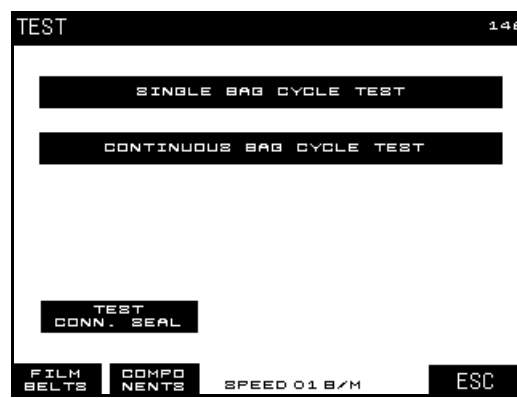 TEST
SINGLE BAG CYCLE TEST
CONTINUOUS BAG CYCLE TEST
TEST
CONN. SEAL
FILM
BELTS
COMPO
NENTS
SPEED 01 B/M
ESC